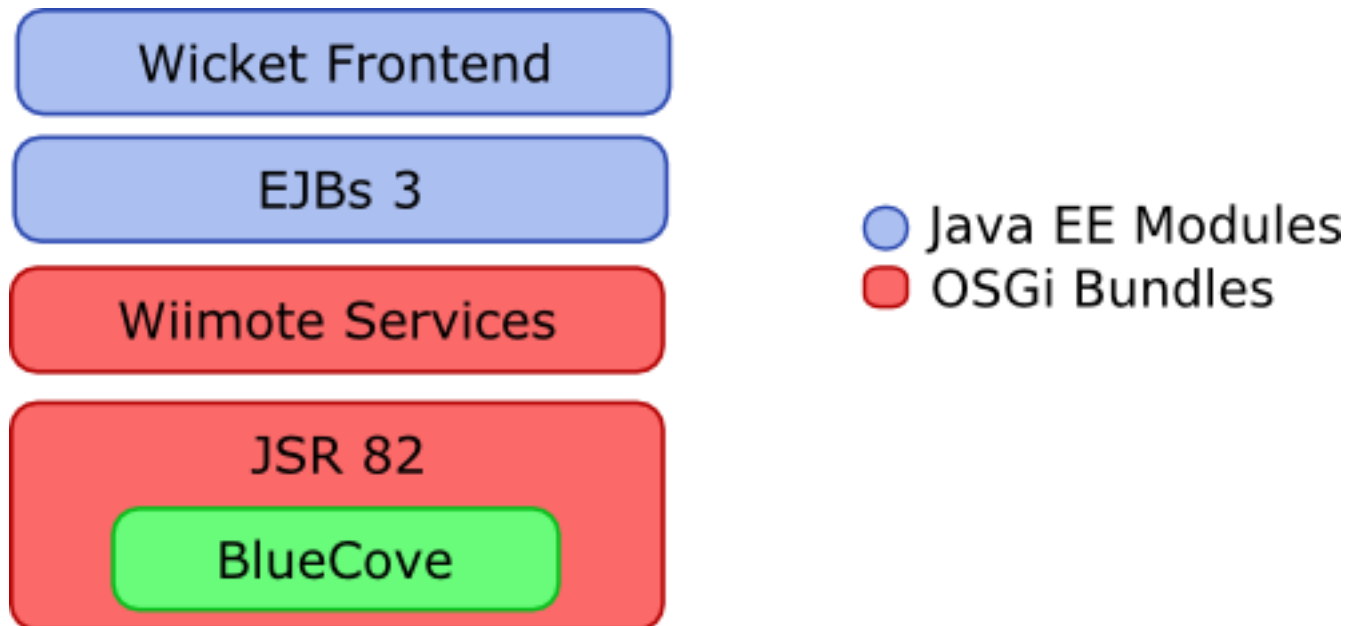 Wicket Frontend
EJBs 3
Wiimote Services
JSR 82
BlueCove
Java EE Modules
OSGi Bundles